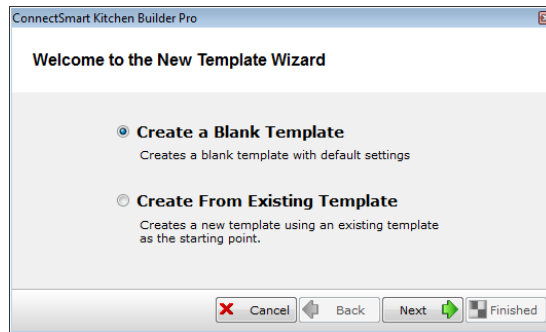 ConnectSmart Kitchen Builder Pro
Welcome to the New Template Wizard
Create a Blank Template
Creates a blank template with default settings
Create From Existing Template
Creates a new template using an existing template
as the starting point.
Cancel Back Next Finished